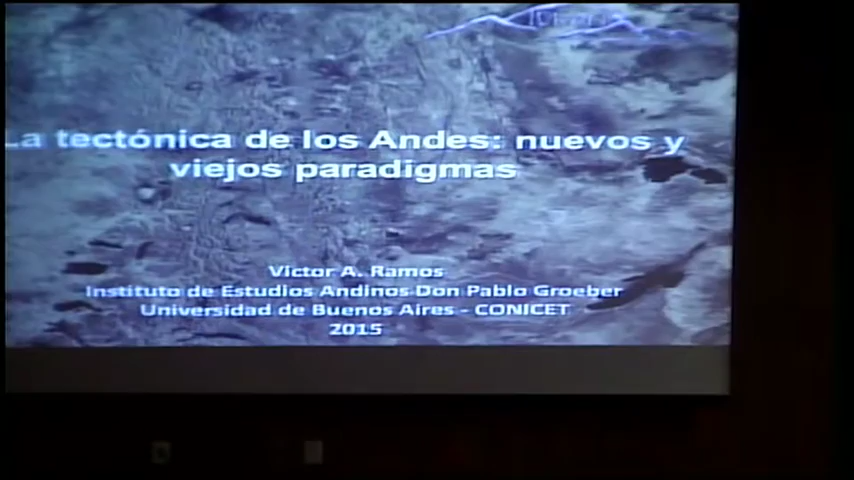 La tectónica de los Andes: nuevos y
viejos paradigmas
Victor A. Ramos
Instituto de Estudios Andinos Don Pablo Groeber
Universidad de Buenos Aires - CONICET
2015